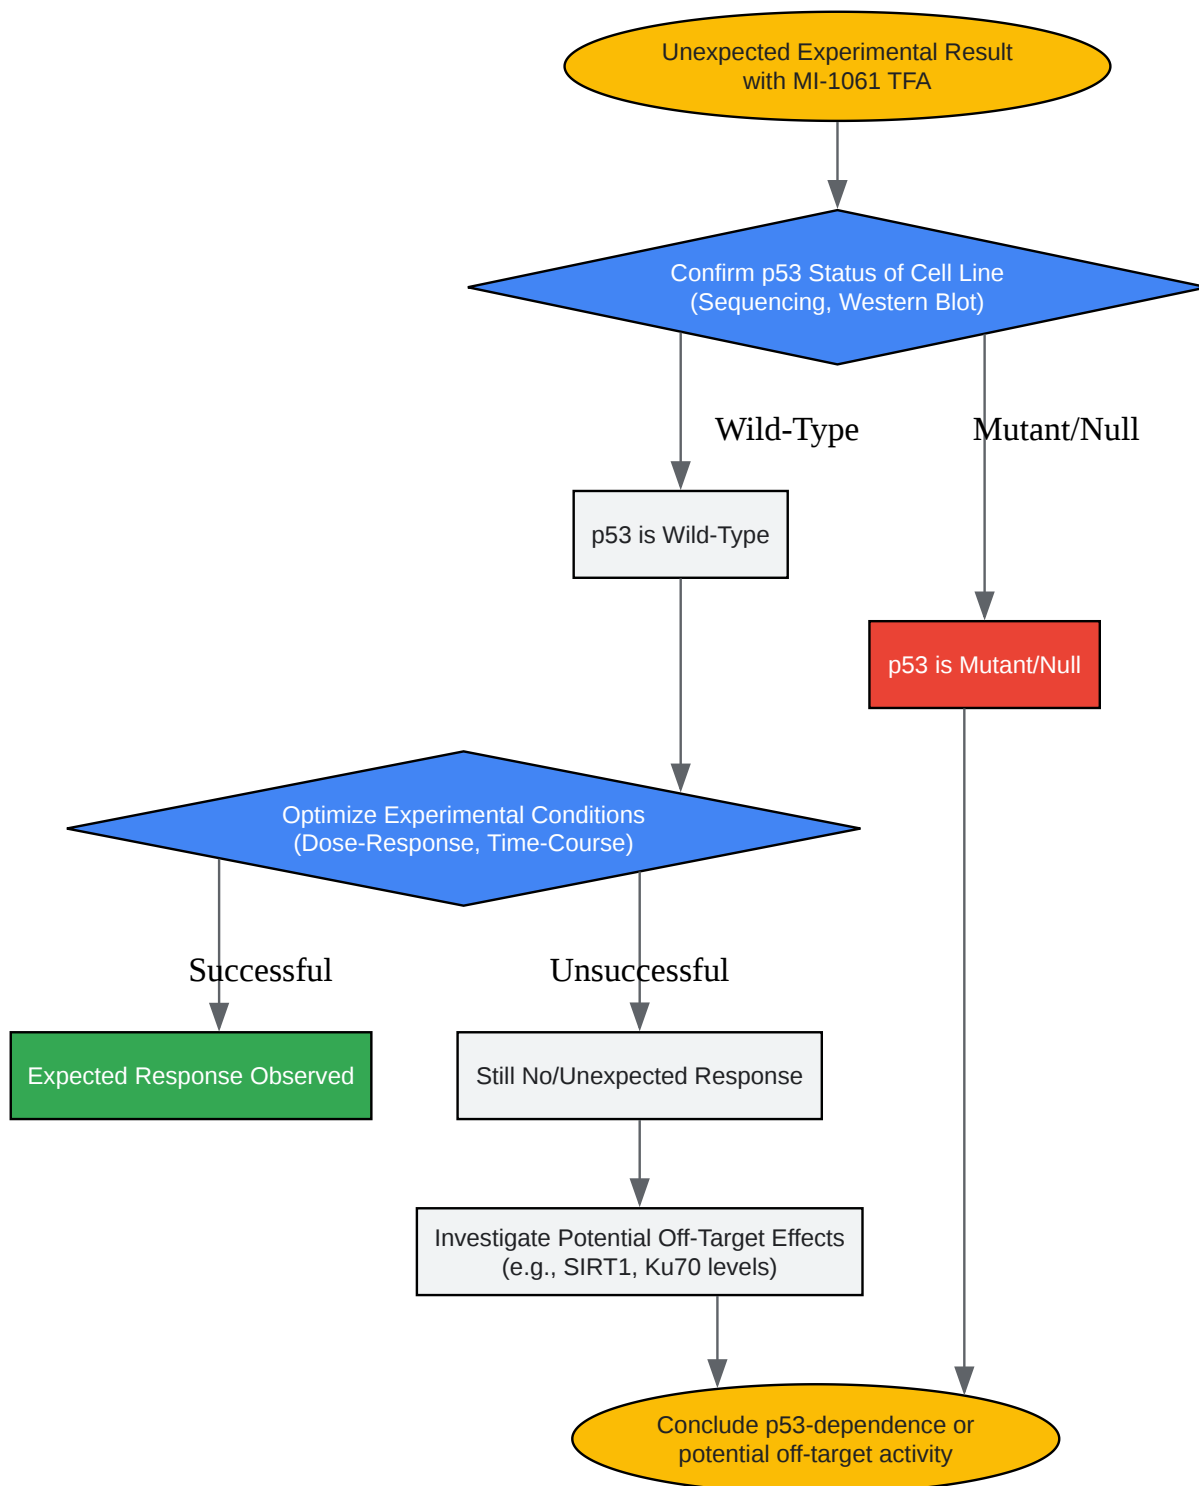 Unexpected Experimental Result
with MI-1061 TFA
Confirm p53 Status of Cell Line
(Sequencing, Western Blot)
Wild-Type
Mutant/Null
p53 is Wild-Type
p53 is Mutant/Null
Optimize Experimental Conditions
(Dose-Response, Time-Course)
Successful
Unsuccessful
Expected Response Observed
Still No/Unexpected Response
Investigate Potential Off-Target Effects
(e.g., SIRT1, Ku70 levels)
Conclude p53-dependence or
potential off-target activity